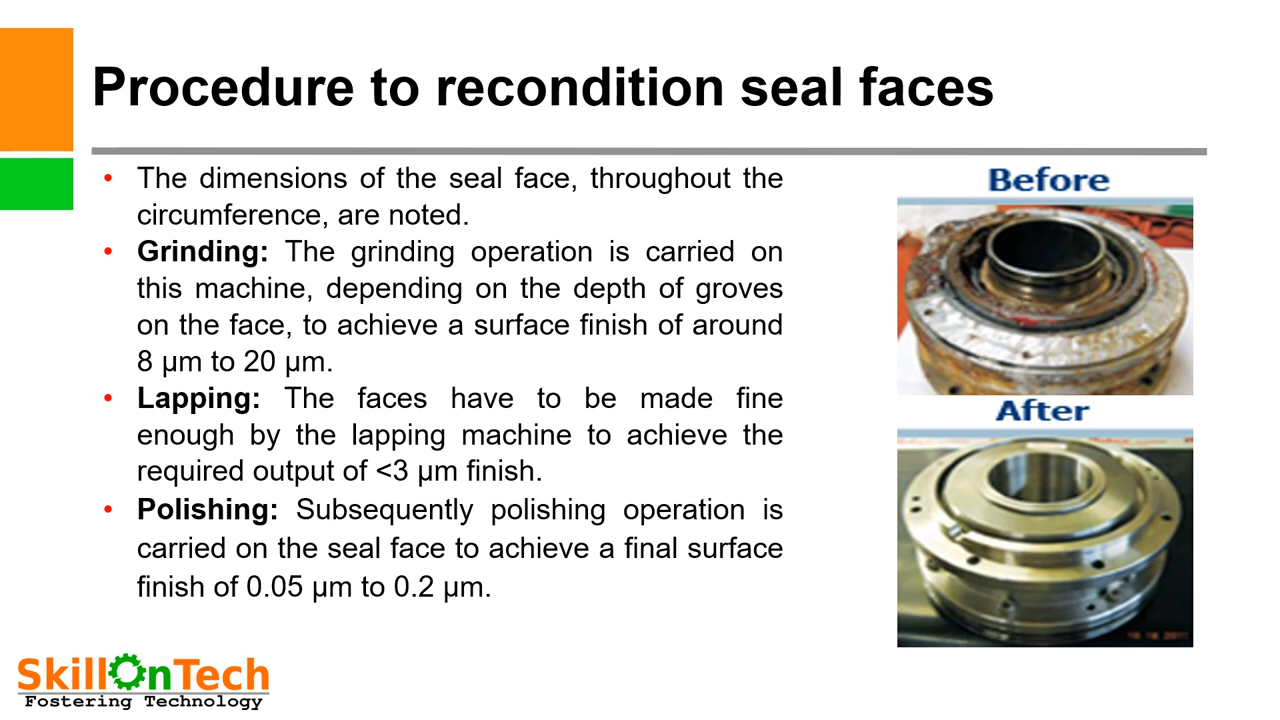 Procedure to recondition seal faces
• The dimensions of the seal face, throughout the
circumference, are noted.
• Grinding: The grinding operation is carried on
this machine, depending on the depth of groves
on the face, to achieve a surface finish of around
8 μm to 20 μm.
• Lapping: The faces have to be made fine
enough by the lapping machine to achieve the
required output of <3 μm finish.
• Polishing: Subsequently polishing operation is
carried on the seal face to achieve a final surface
finish of 0.05 μm to 0.2 μm.
Before
After
SkillOnTech
Fostering Technology